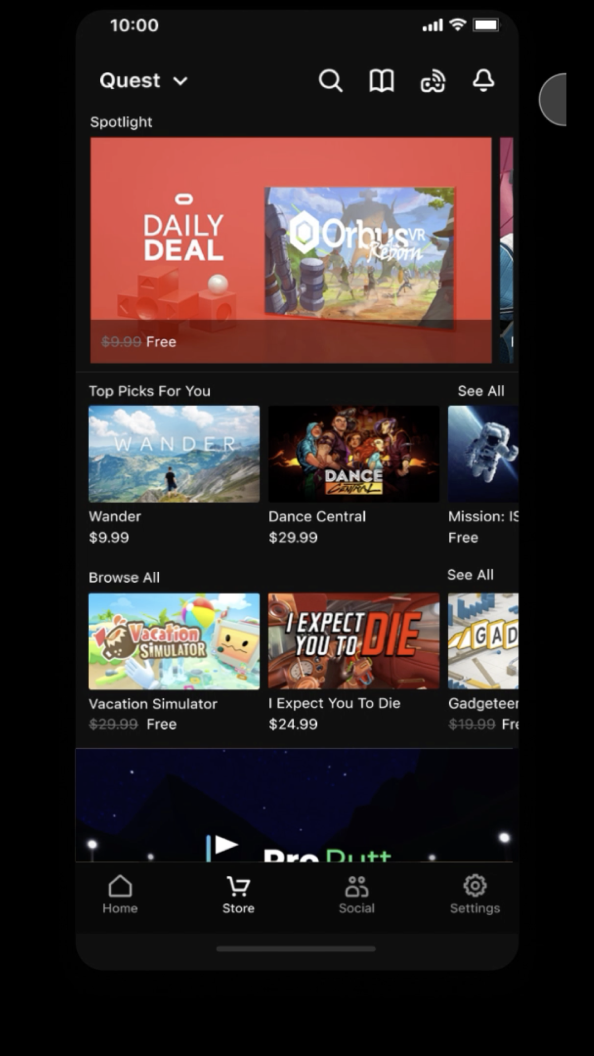 10:00
Quest
Spotlight
DAILY
DEAL
OrbusVR
Reborn
$9.99 Free
Top Picks For You
See All
WANDER
DANCE
CENTRAL
Wander
Dance Central
Mission: IS
$9.99
$29.99
Free
Browse All
See All
Vacation
SIMULATOR
I EXPECT
YOU TO DIE
GAD
Vacation Simulator
I Expect You To Die
Gadgeteer
$29.99 Free
$24.99
$19.99 Fre
Pro Putt
Home
Store
Social
Settings